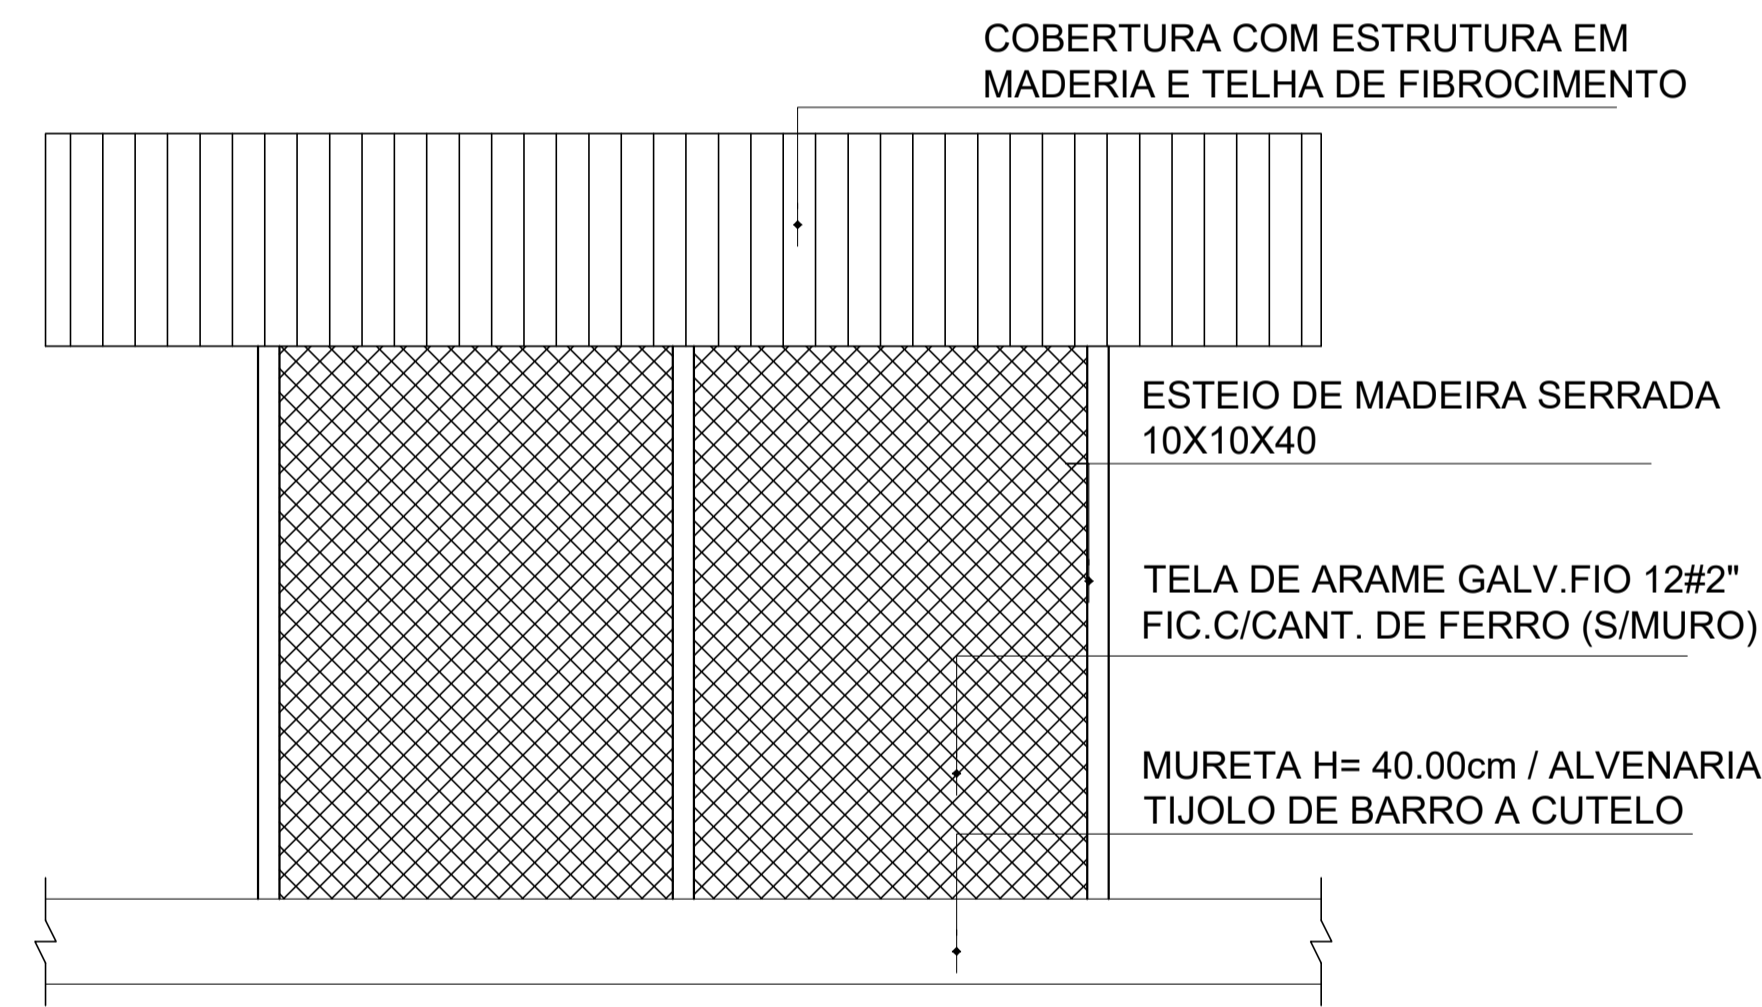 COBERTURA COM ESTRUTURA EM
MADERIA E TELHA DE FIBROCIMENTO
ESTEIO DE MADEIRA SERRADA
10X10X40
TELA DE ARAME GALV.FIO 12#2"
FIC.C/CANT. DE FERRO (S/MURO)
MURETA H= 40.00cm / ALVENARIA
TIJOLO DE BARRO A CUTELO